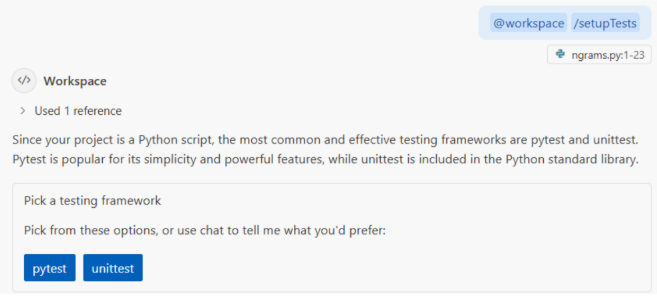 @workspace /setupTests
ngrams.py:1-23
Workspace
Used 1 reference
Since your project is a Python script, the most common and effective testing frameworks are pytest and unittest.
Pytest is popular for its simplicity and powerful features, while unittest is included in the Python standard library.
Pick a testing framework
Pick from these options, or use chat to tell me what you'd prefer:
pytest unittest